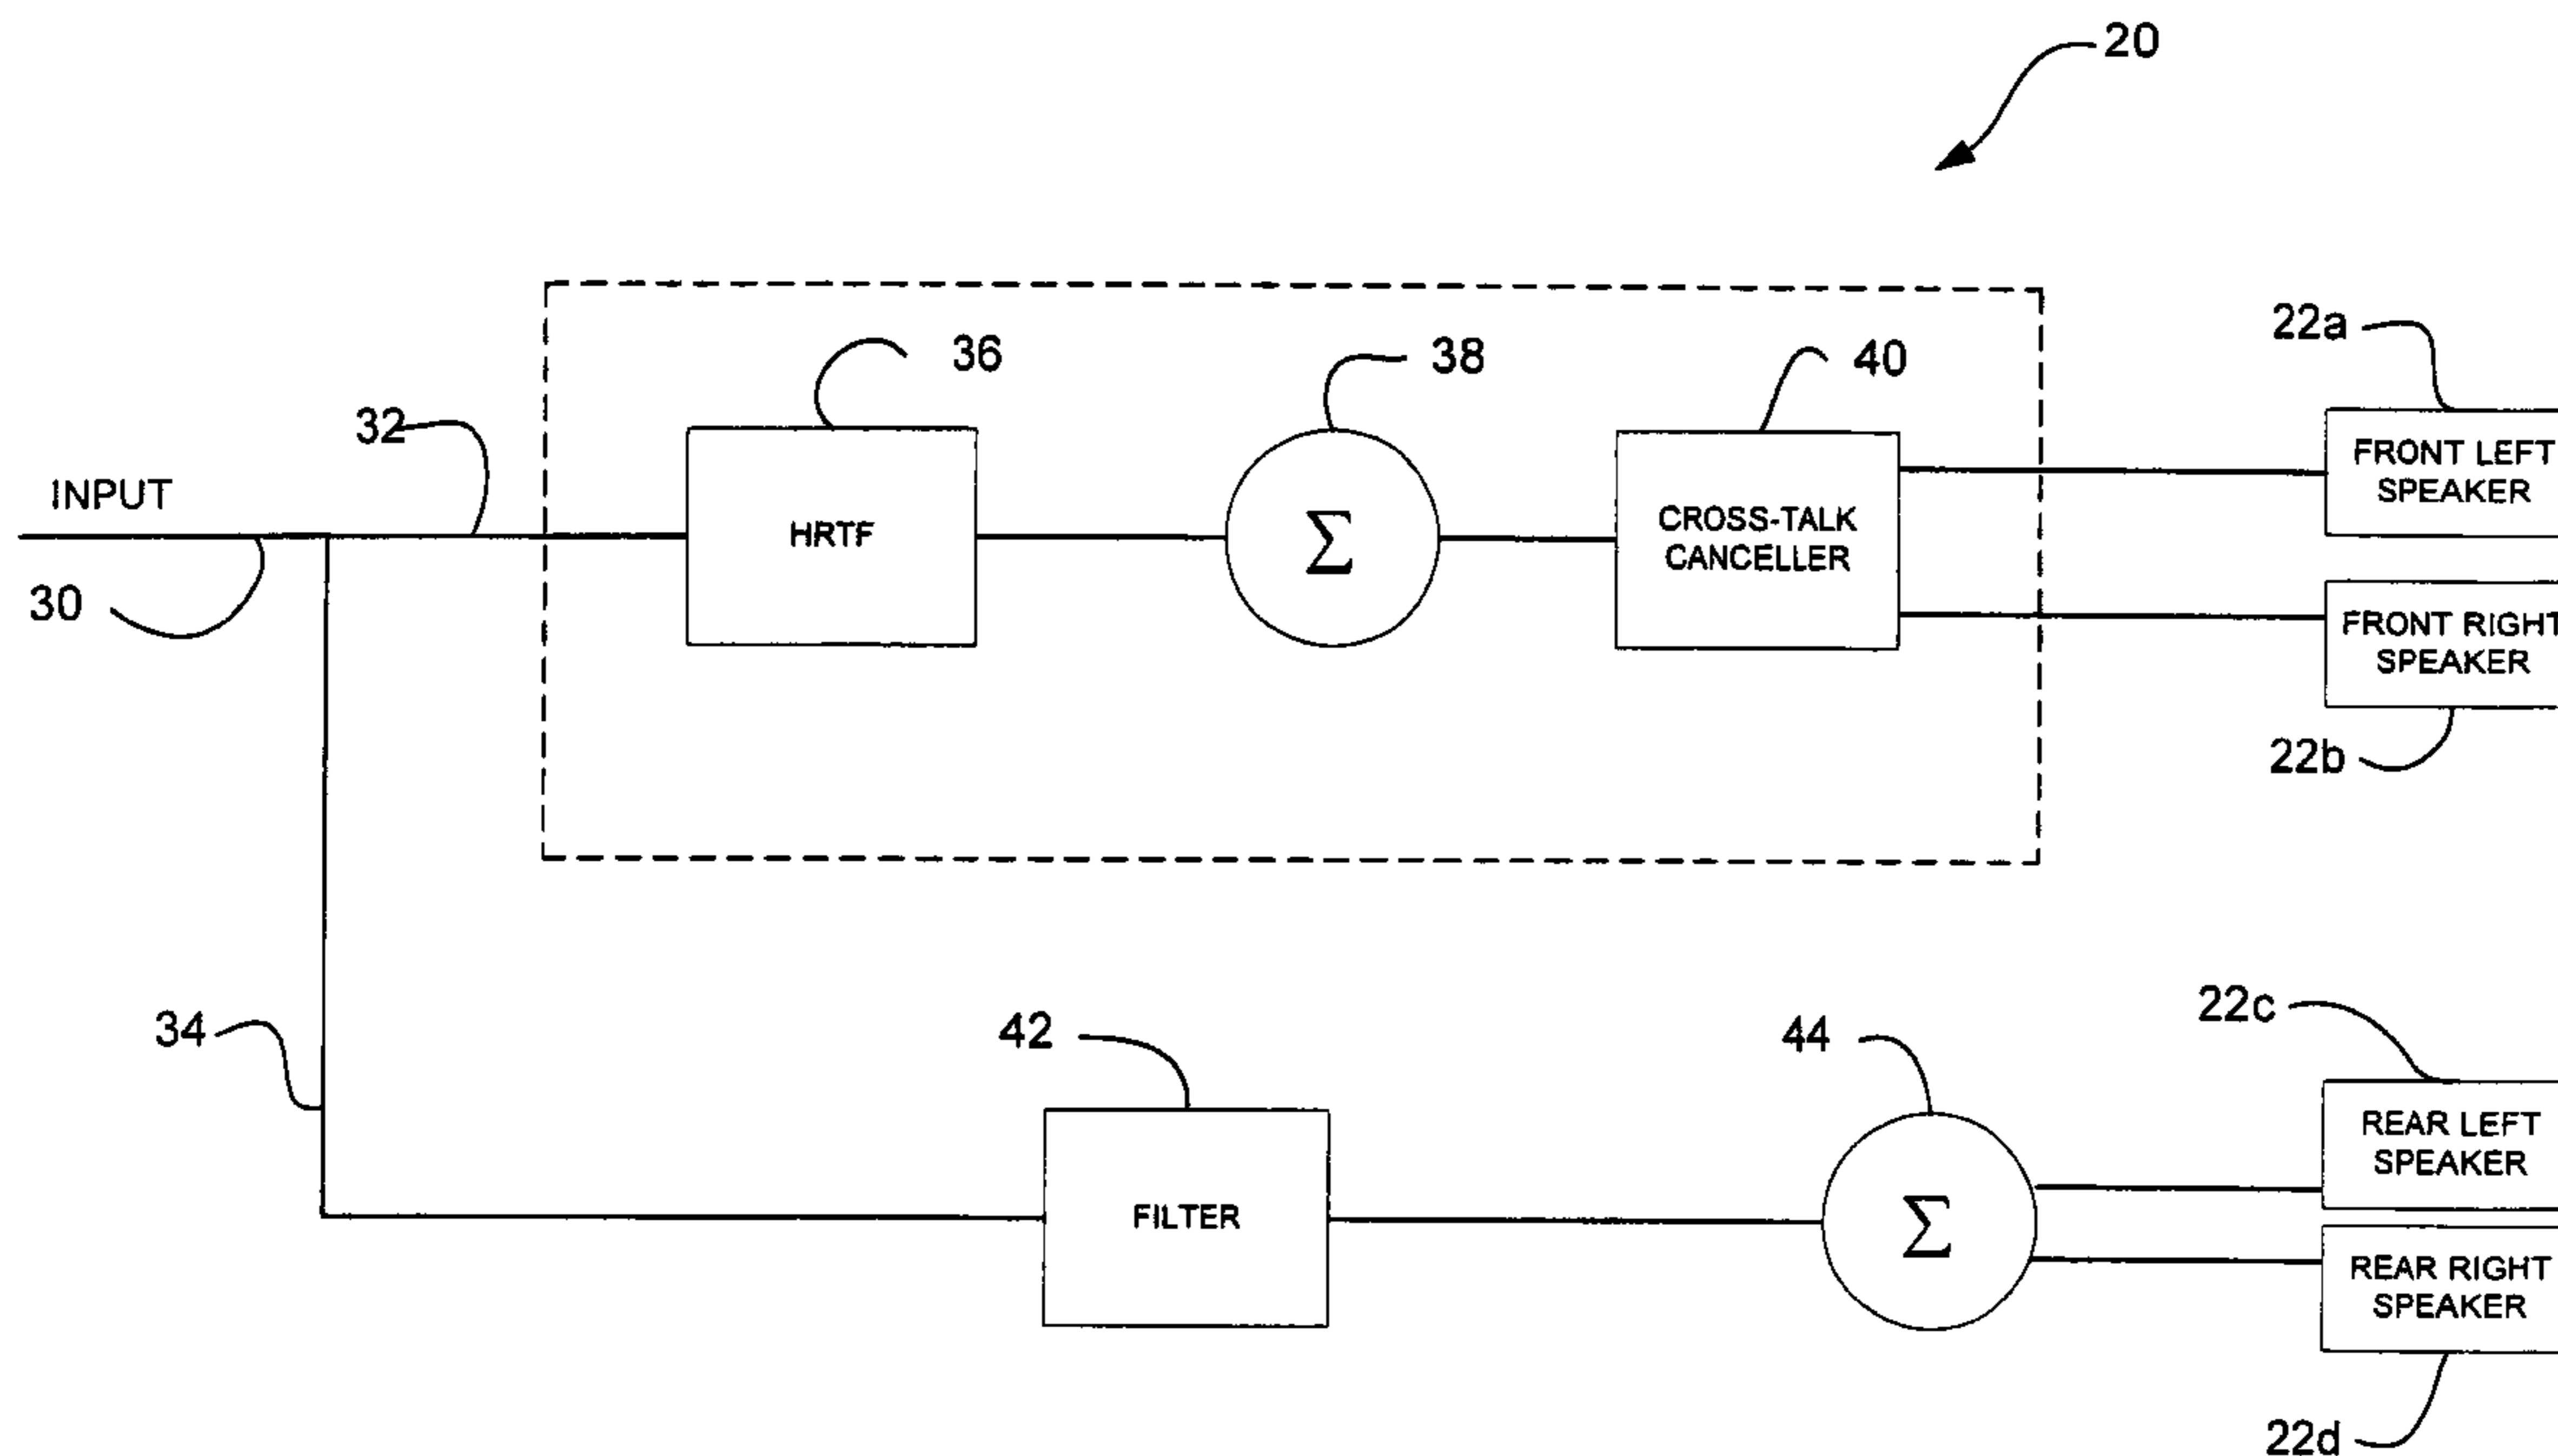 20
22a
36
38
40
32
FRONT LEFT
SPEAKER
INPUT
HRTF
Σ
CROSS-TALK
CANCELLER
30
FRONT RIGHT
SPEAKER
22b
22c
34
42
44
REAR LEFT
SPEAKER
FILTER
Σ
REAR RIGHT
SPEAKER
22d